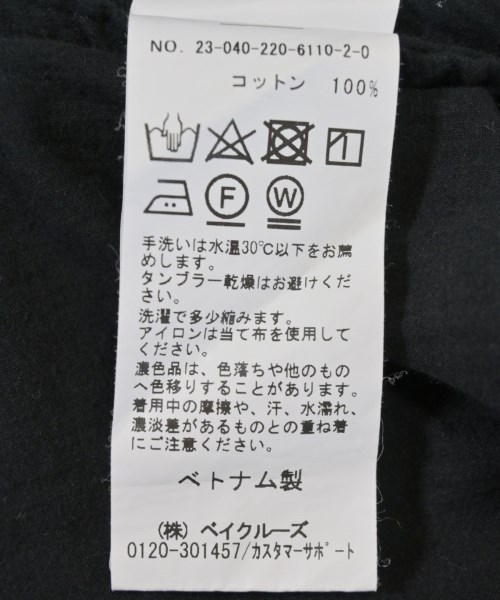 NO. 23-040-220-6110-2-0
コットン 100%
F
W
手洗いは水温30℃以下をお薦
めします。
タンブラー乾燥はお避けくだ
さい。
洗濯で多少縮みます。
アイロンは当て布を使用して
ください。
濃色品は、色落ちや他のもの
へ色移りすることがあります。
着用中の摩擦や、汗、水濡れ、
濃淡差があるものとの重ね着
にご注意ください。
ベトナム製
(株) ベイクルーズ
0120-301457/カスタマーサポート